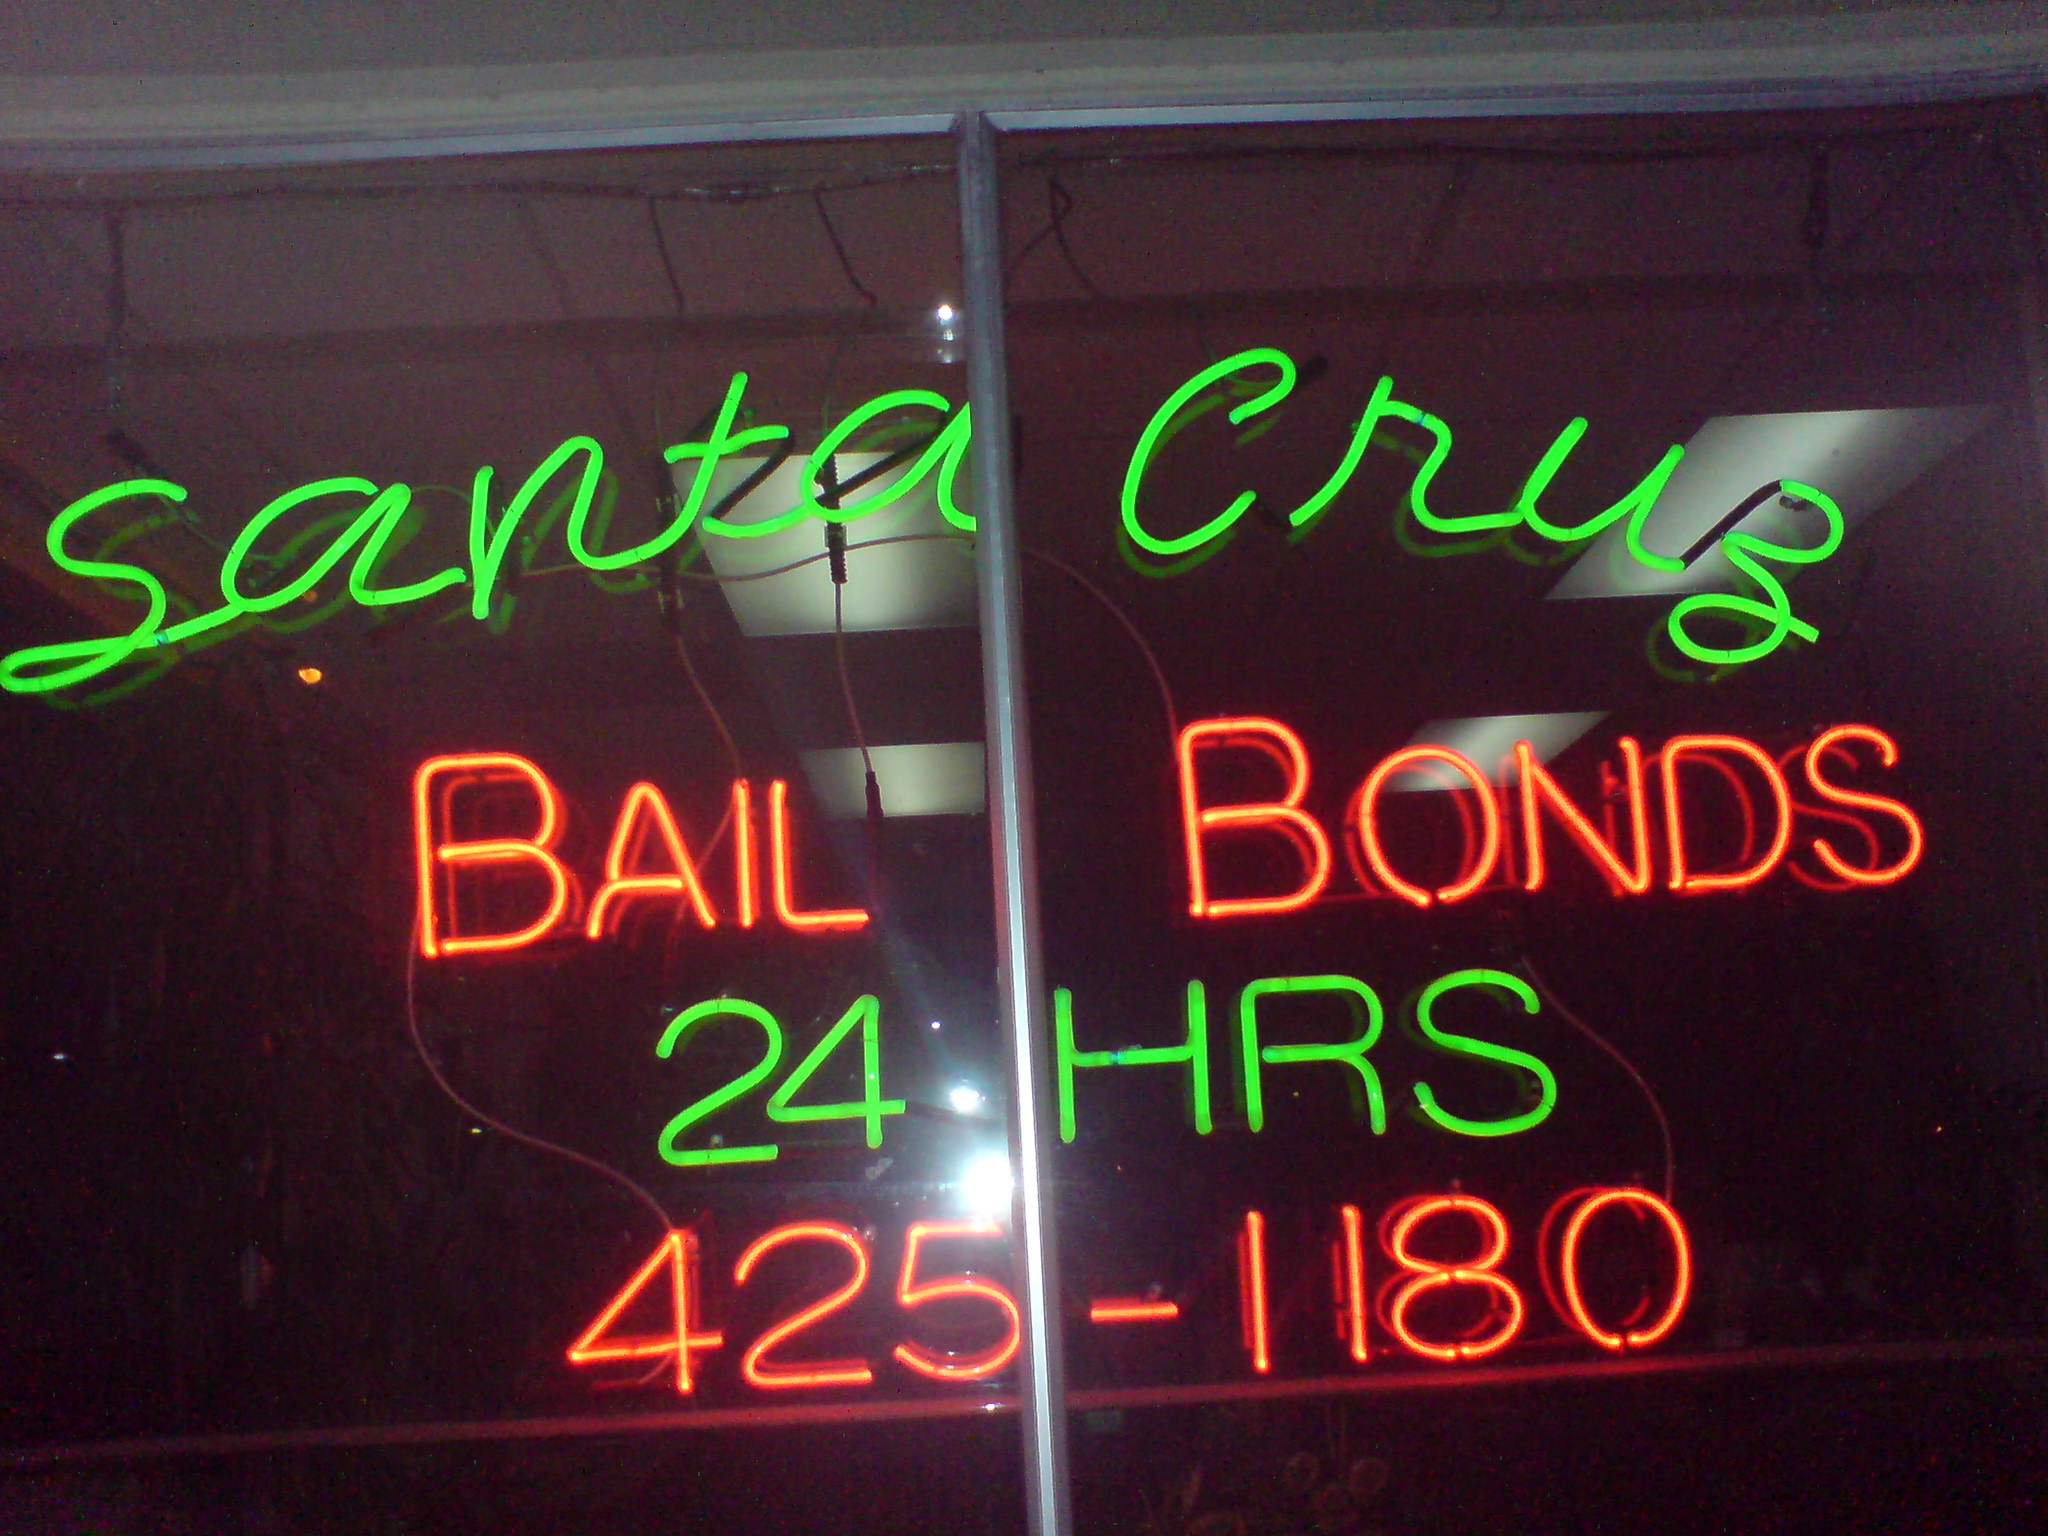 Santa Cruz
BAIL BONDS
24 HRS
425-1180